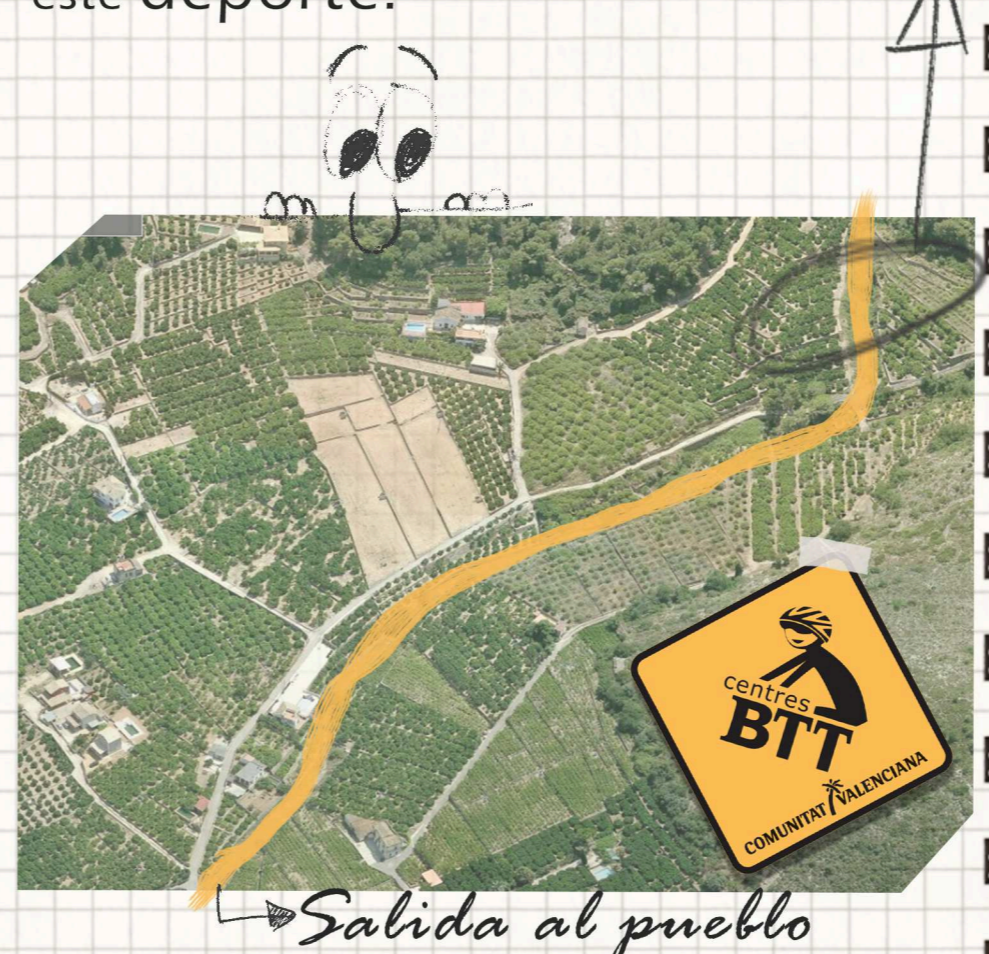 este deporte.
centres
BTT
COMUNITAT VALENCIANA
Salida al pueblo